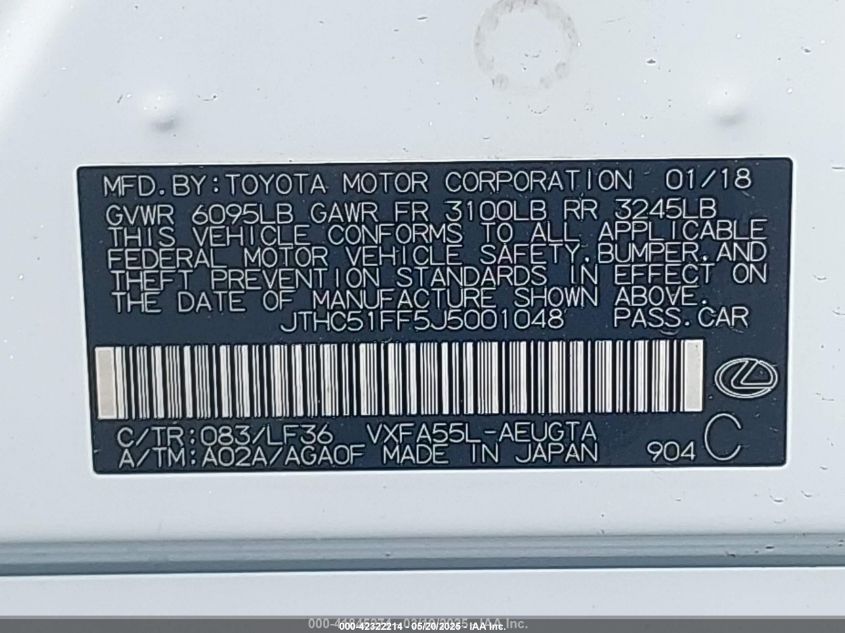 MFD. BY: TOYOTA MOTOR CORPORATION 01/18
GVWR 6095LB GAWR FR 3100LB RR 3245LB
THIS VEHICLE CONFORMS TO ALL APPLICABLE
FEDERAL MOTOR VEHICLE SAFETY, BUMPER, AND
THEFT PREVENTION STANDARDS IN EFFECT ON
THE DATE OF MANUFACTURE SHOWN ABOVE.
JTHC51FF5J5001048 PASS. CAR
C/TR: 083/LF36 VXFA55L-AEUGTA
A/TM: A02A/AGA0F MADE IN JAPAN 904 C
000-42322214 - 05/20/2025 - IAA Inc.